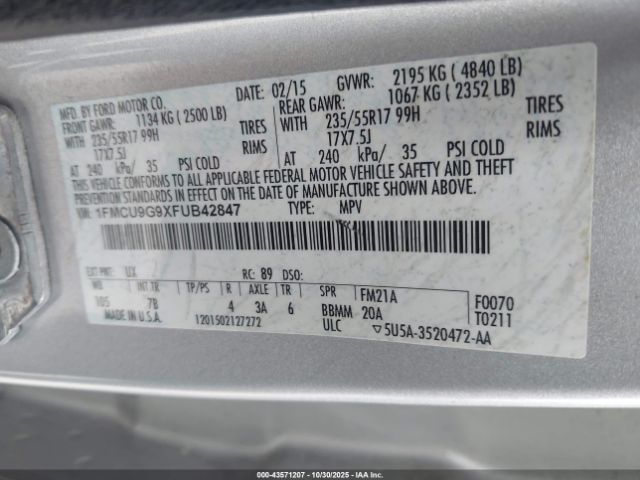 MFD. BY FORD MOTOR CO.
DATE: 02/15 GVWR: 2195 KG ( 4840 LB)
FRONT GAWR: 1134 KG ( 2500 LB)
REAR GAWR: 1067 KG ( 2352 LB)
WITH 235/55R17 99H TIRES
WITH 235/55R17 99H TIRES
17X7.5J RIMS
17X7.5J RIMS
AT 240 kPa/ 35 PSI COLD
AT 240 kPa/ 35 PSI COLD
THIS VEHICLE CONFORMS TO ALL APPLICABLE FEDERAL MOTOR VEHICLE SAFETY AND THEFT
PREVENTION STANDARDS IN EFFECT ON THE DATE OF MANUFACTURE SHOWN ABOVE.
VIN: 1FMCU9G9XFUB42847 TYPE: MPV
EXT PNT: UX RC: 89 DSO:
INT TR TP/PS R AXLE TR SPR FM21A F0070
105 7B 4 3A 6 BBMM 20A T0211
MADE IN U.S.A. 1201502127272 ULC 5U5A-3520472-AA
000-43571207 - 10/30/2025 - IAAI.COM